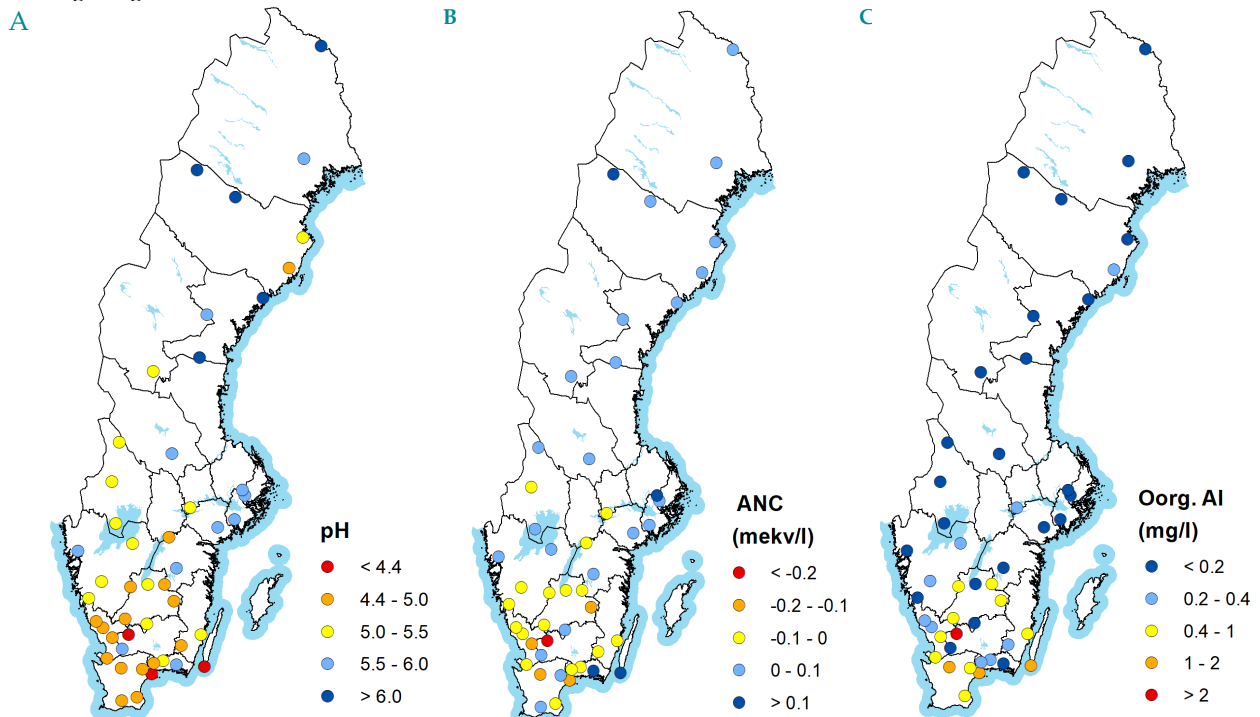 A
pH
< 4.4
4.4 - 5.0
5.0 - 5.5
5.5 - 6.0
> 6.0
B
ANC
(mekv/l)
< -0.2
-0.2 - -0.1
-0.1 - 0
0 - 0.1
> 0.1
C
Oorg. Al
(mg/l)
< 0.2
0.2 - 0.4
0.4 - 1
1 - 2
> 2